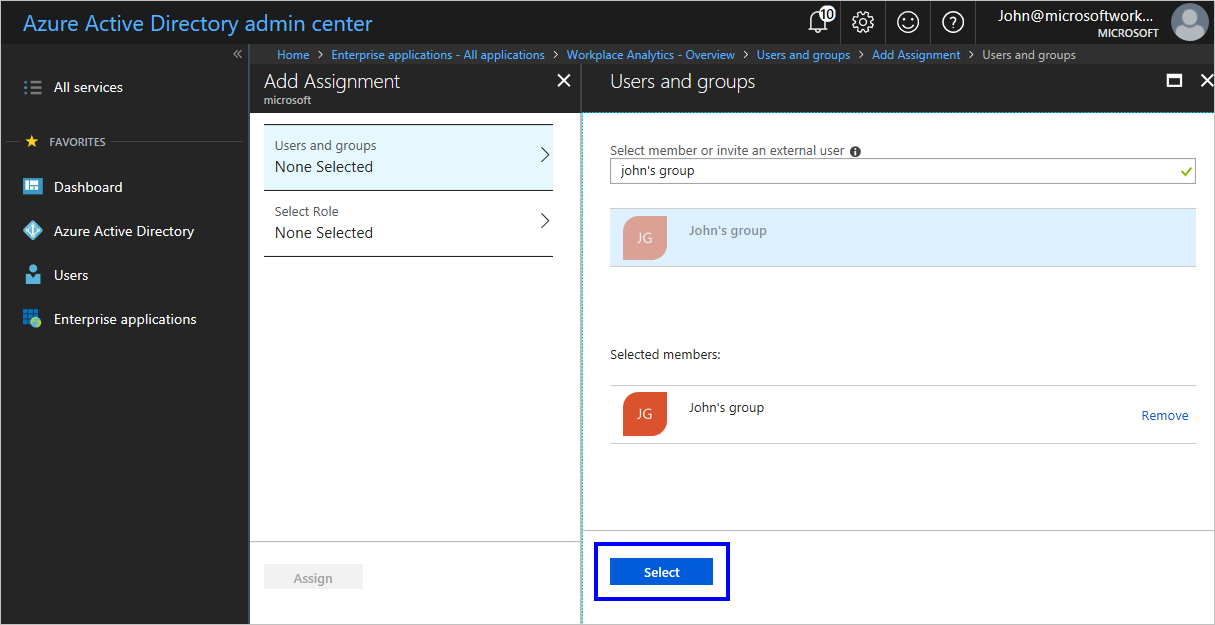 Azure Active Directory admin center
10
John@microsoftwork...
MICROSOFT
Home > Enterprise applications - All applications > Workplace Analytics - Overview > Users and groups > Add Assignment > Users and groups
All services
FAVORITES
Dashboard
Azure Active Directory
Users
Enterprise applications
Add Assignment
microsoft
Users and groups
None Selected
Select Role
None Selected
Assign
Users and groups
Select member or invite an external user
john's group
JG John's group
Selected members:
JG John's group
Remove
Select